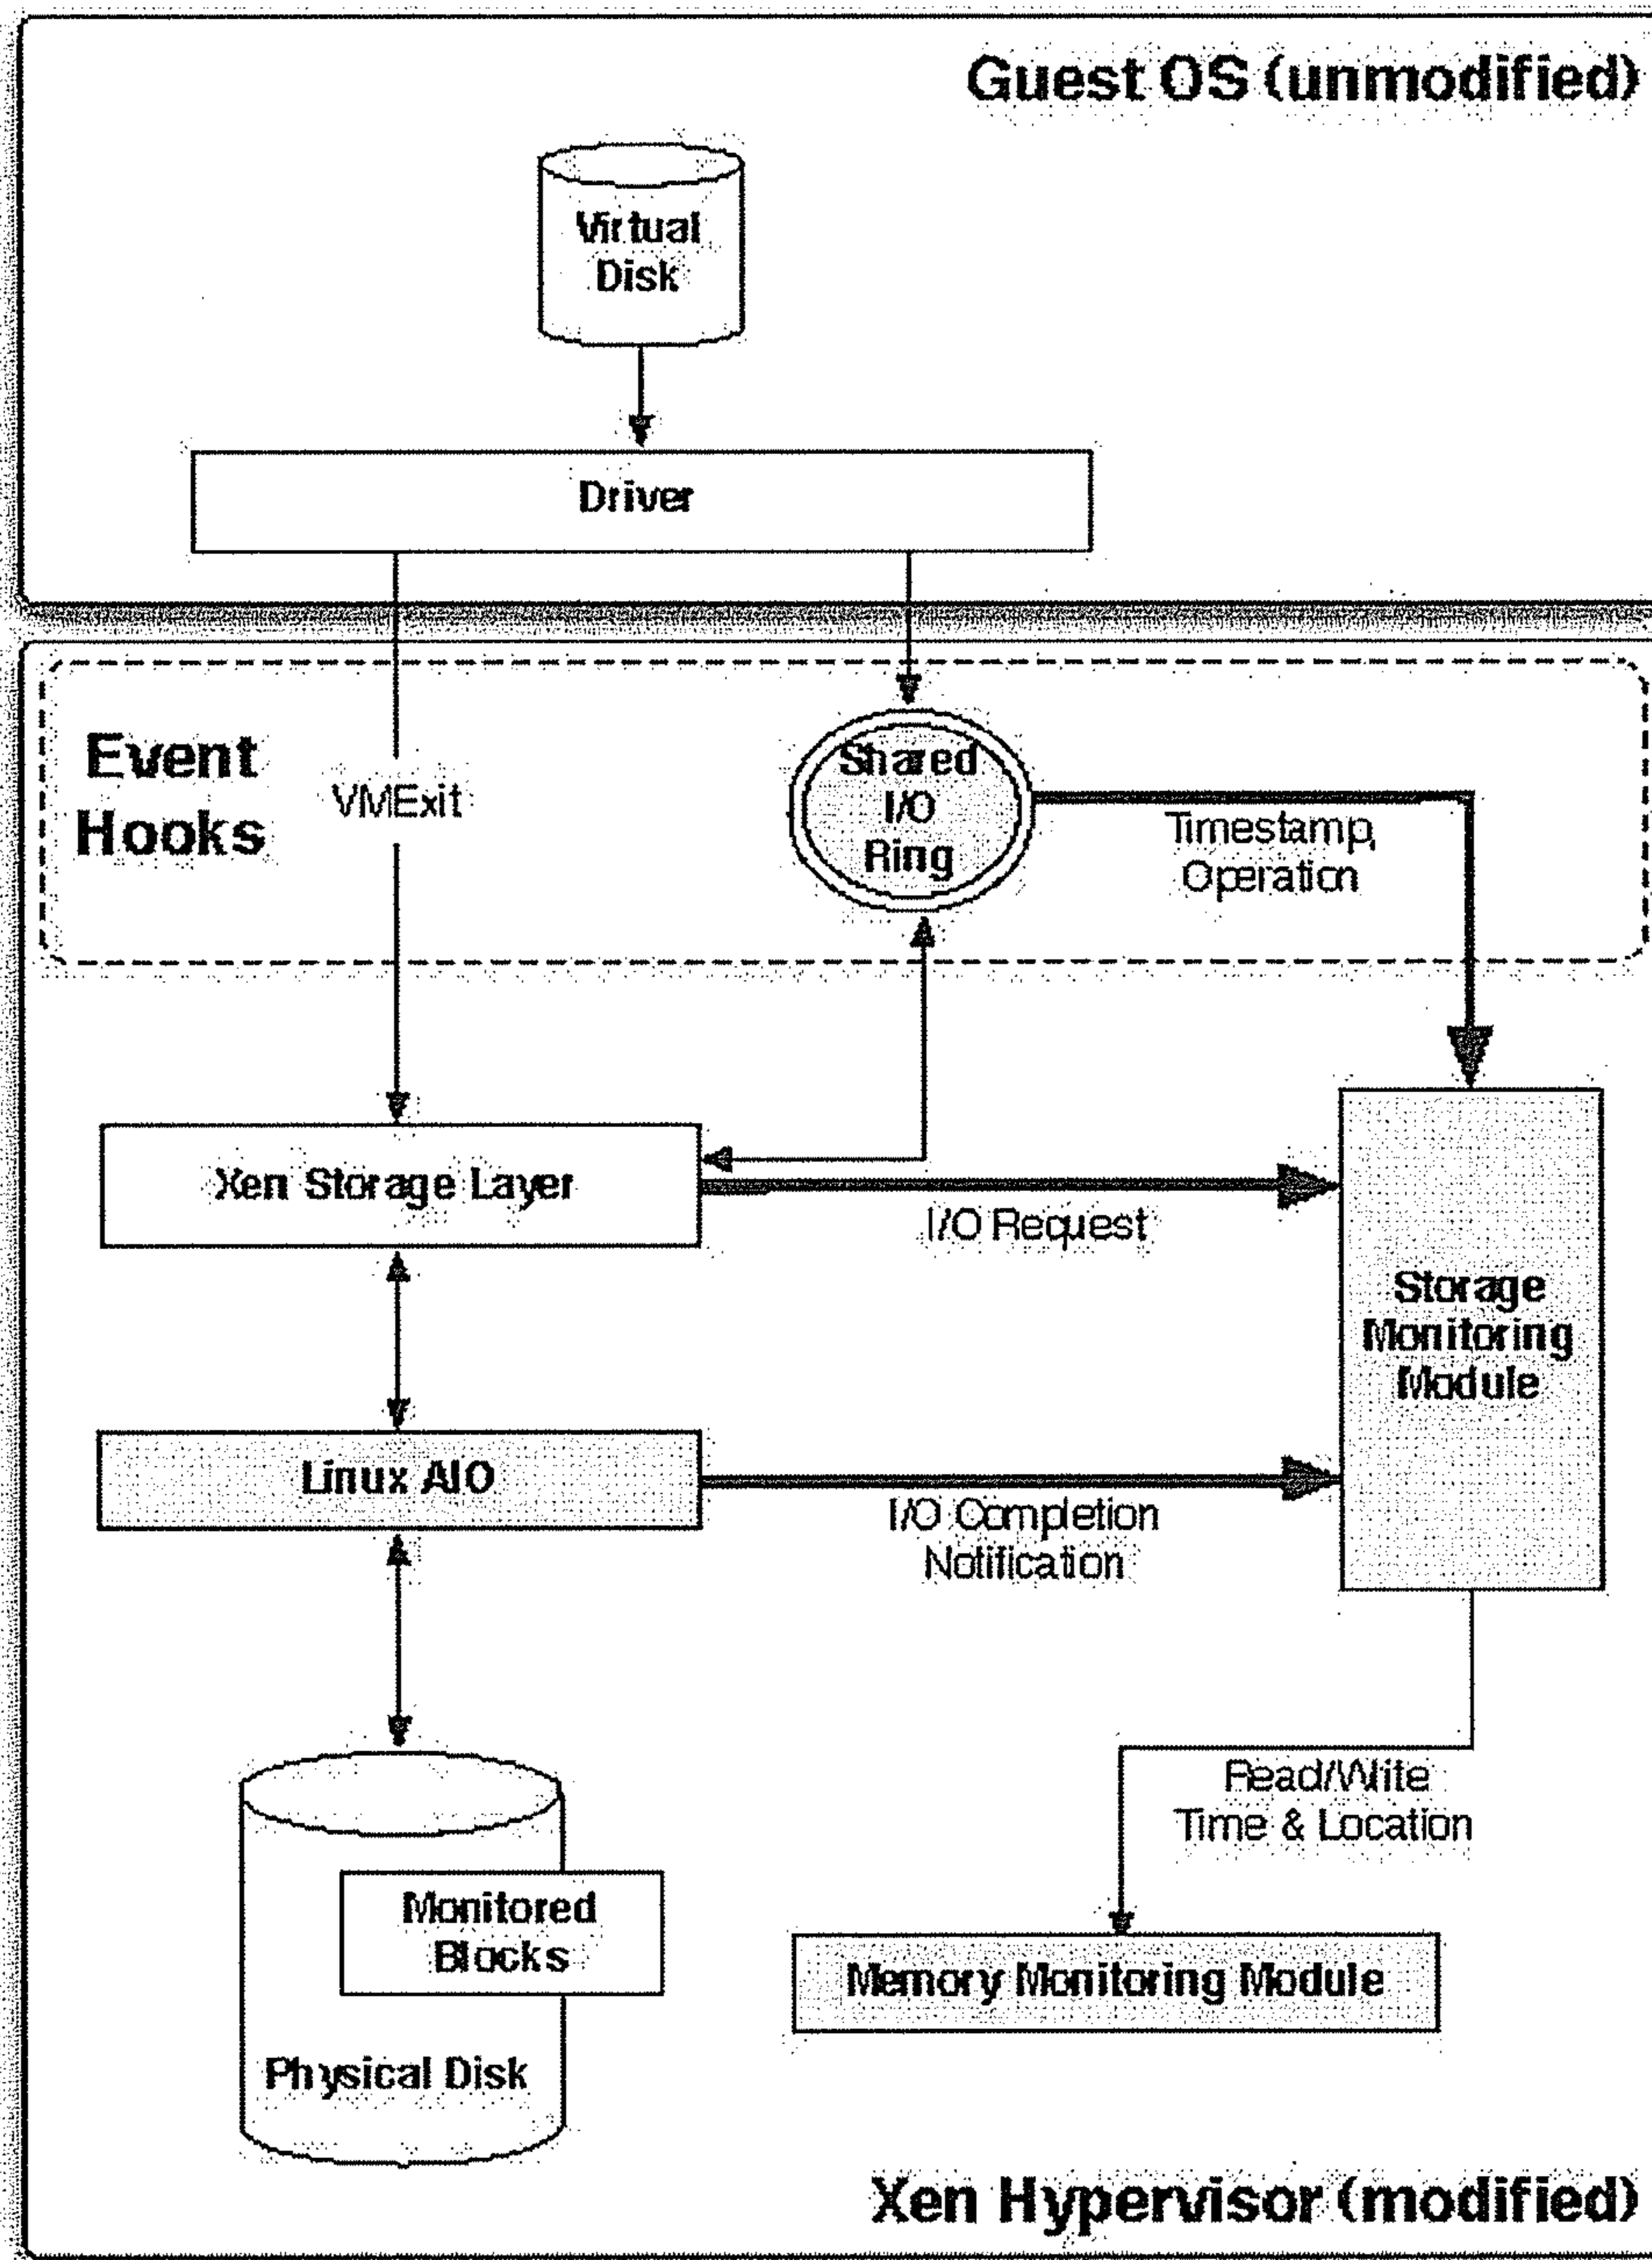 Guest OS (unmodified)
Virtual
Disk
Driver
Event
Hooks
VMExit
Shared
I/O
Ring
Timestamp,
Operation
Xen Storage Layer
I/O Request
Storage
Monitoring
Module
Linux AIO
I/O Completion
Notification
Read/Write
Time & Location
Monitored
Blocks
Memory Monitoring Module
Physical Disk
Xen Hypervisor (modified)